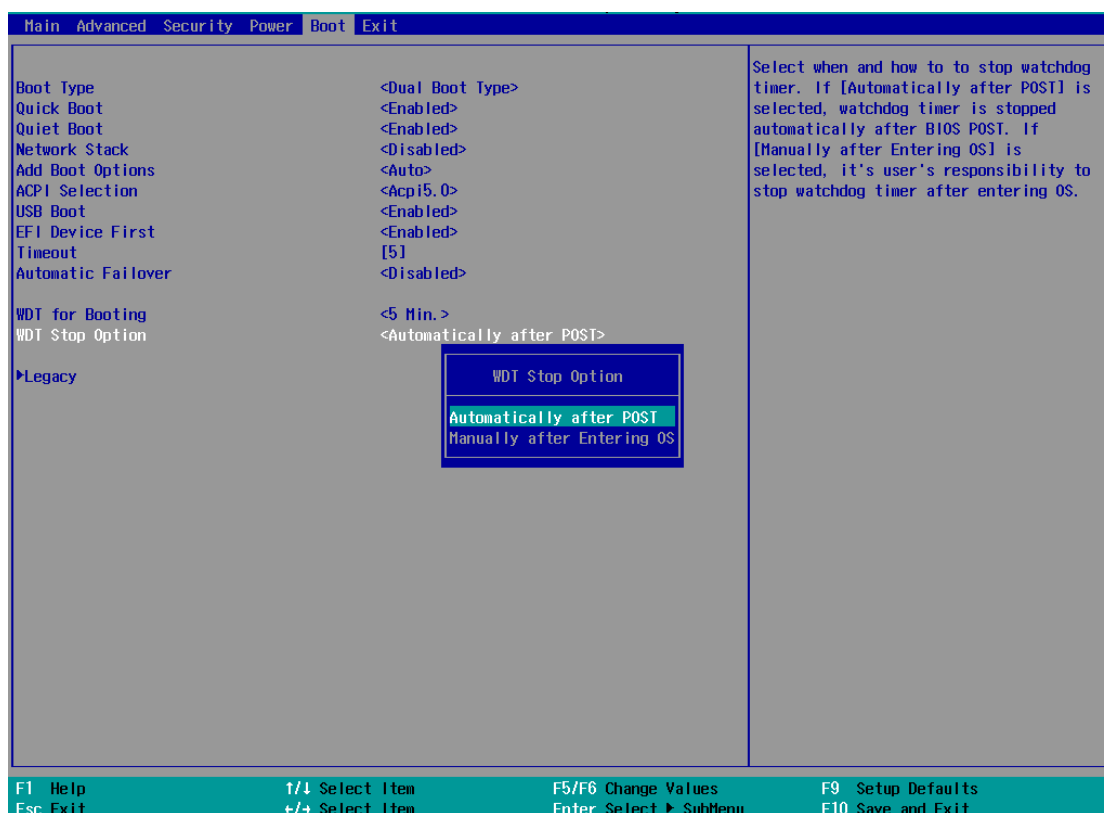 Main Advanced Security Power Boot Exit
Boot Type <Dual Boot Type>
Quick Boot <Enabled>
Quiet Boot <Enabled>
Network Stack <Disabled>
Add Boot Options <Auto>
ACPI Selection <Acpi5.0>
USB Boot <Enabled>
EFI Device First <Enabled>
Timeout [5]
Automatic Failover <Disabled>
WDT for Booting <5 Min.>
WDT Stop Option <Automatically after POST>
▶Legacy
WDT Stop Option
Automatically after POST
Manually after Entering OS
Select when and how to to stop watchdog
timer. If [Automatically after POST] is
selected, watchdog timer is stopped
automatically after BIOS POST. If
[Manually after Entering OS] is
selected, it's user's responsibility to
stop watchdog timer after entering OS.
F1 Help ↑/↓ Select Item F5/F6 Change Values F9 Setup Defaults
Esc Exit ←/→ Select Item Enter Select ▶ SubMenu F10 Save and Exit